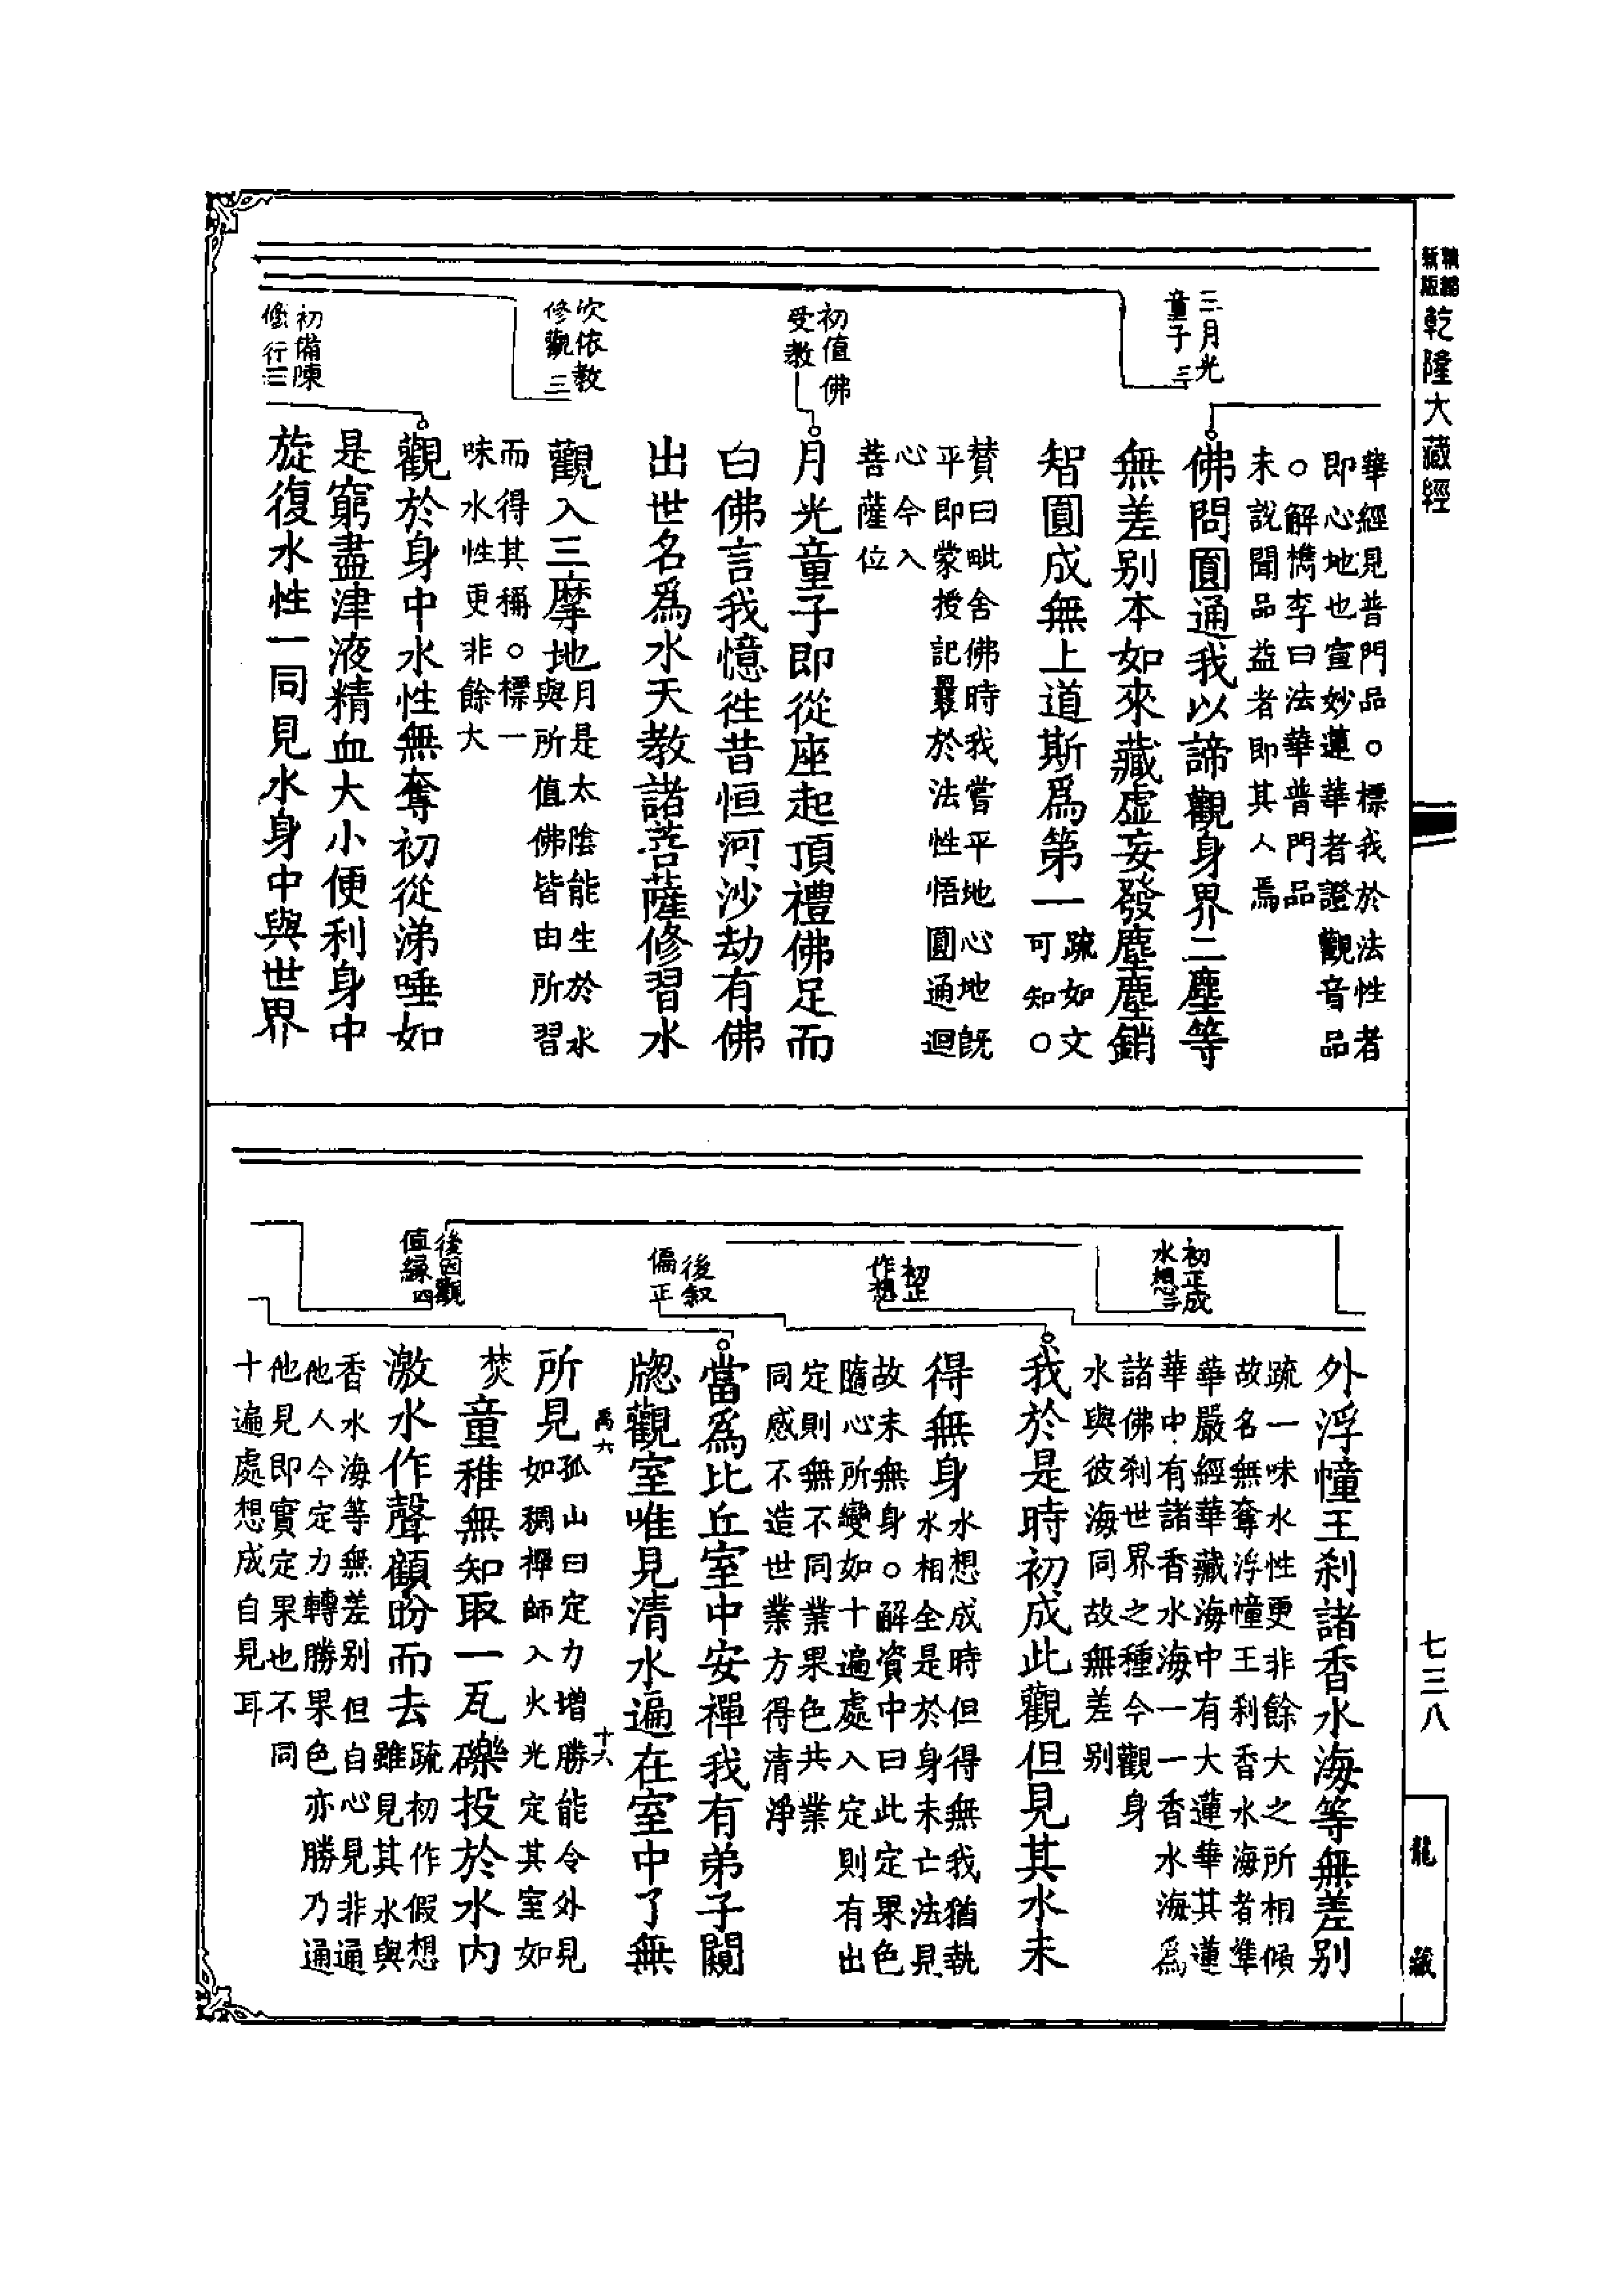 乾隆大藏經
三月光
童子三
初值佛
受教
次依教
修觀三
初備陳
修行三
華經見普門品。標我於法性者
即心地也宣妙蓮華者證觀音品
。解檇李曰法華普門品
未說聞品益者即其人焉
佛問圓通我以諦觀身界二塵等
無差别本如來藏虛妄發塵塵銷
智圓成無上道斯爲第一
疏如文
可知。
賛曰毗舍佛時我嘗平地心地既
平即蒙授記曩於法性悟圓通迴
心今入
菩薩位
月光童子即從座起頂禮佛足而
白佛言我憶徃昔恒河沙劫有佛
出世名爲水天教諸菩薩修習水
觀入三摩地
月是太陰能生於水
與所值佛皆由所習
而得其稱。標一
味水性更非餘大
觀於身中水性無奪初從涕唾如
是窮盡津液精血大小便利身中
旋復水性一同見水身中與世界
初正成
水想二
初正
作想
後叙
偏正
後因觀
值緣四
外浮幢王刹諸香水海等無差别
疏一味水性更非餘大之所相傾
故名無奪浮幢王刹香水海者準
華嚴經華藏海中有大蓮華其蓮
華中有諸香水海一一香水海爲
諸佛刹世界之種今觀身
水與彼海同故無差别
我於是時初成此觀但見其水未
得無身
水想成時但得無我猶執
水相全是於身未亡法見
故未無身。解資中曰此定果色
隨心所變如十遍處入定則有出
定則無不同業果色共業
同感不造世業方得清淨
當爲比丘室中安禪我有弟子闚
牕觀室唯見清水遍在室中了無
所見
孤山曰定力增勝能令外見
如稠禪師入火光定其室如
焚
禹六
十六
童稚無知取一瓦礫投於水内
激水作聲顧盼而去
疏初作假想
雖見其水與
香水海等無差别但自心見非通
他人今定力轉勝果色亦勝乃通
他見即實定果也不同
十遍處想成自見耳
七三八
龍藏